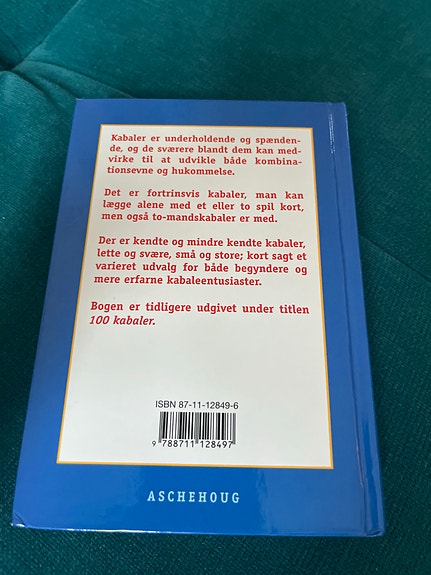 Kabaler er underholdende og spænden-
de, og de sværere blandt dem kan med-
virke til at udvikle både kombina-
tionsevne og hukommelse.
Det er fortrinsvis kabaler, man kan
lægge alene med et eller to spil kort,
men også to-mandskabaler er med.
Der er kendte og mindre kendte kabaler,
lette og svære, små og store; kort sagt et
varieret udvalg for både begyndere og
mere erfarne kabaleentusiaster.
Bogen er tidligere udgivet under titlen
100 kabaler.
ISBN 87-11-12849-6
9 788711 128497
ASCHEHOUG